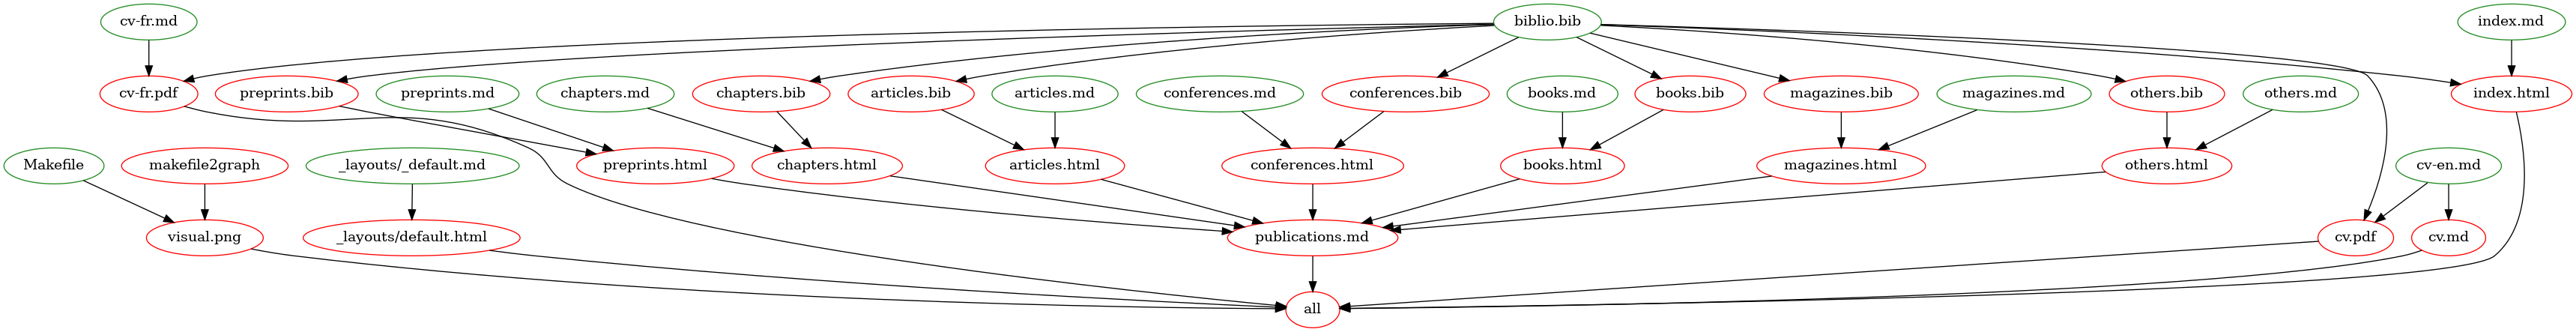 cv-fr.md
biblio.bib
index.md
cv-fr.pdf
preprints.bib
preprints.md
chapters.md
chapters.bib
articles.bib
articles.md
conferences.md
conferences.bib
books.md
books.bib
magazines.bib
magazines.md
others.bib
others.md
index.html
Makefile
makefile2graph
_layouts/_default.md
preprints.html
chapters.html
articles.html
conferences.html
books.html
magazines.html
others.html
cv-en.md
visual.png
_layouts/default.html
publications.md
cv.pdf
cv.md
all